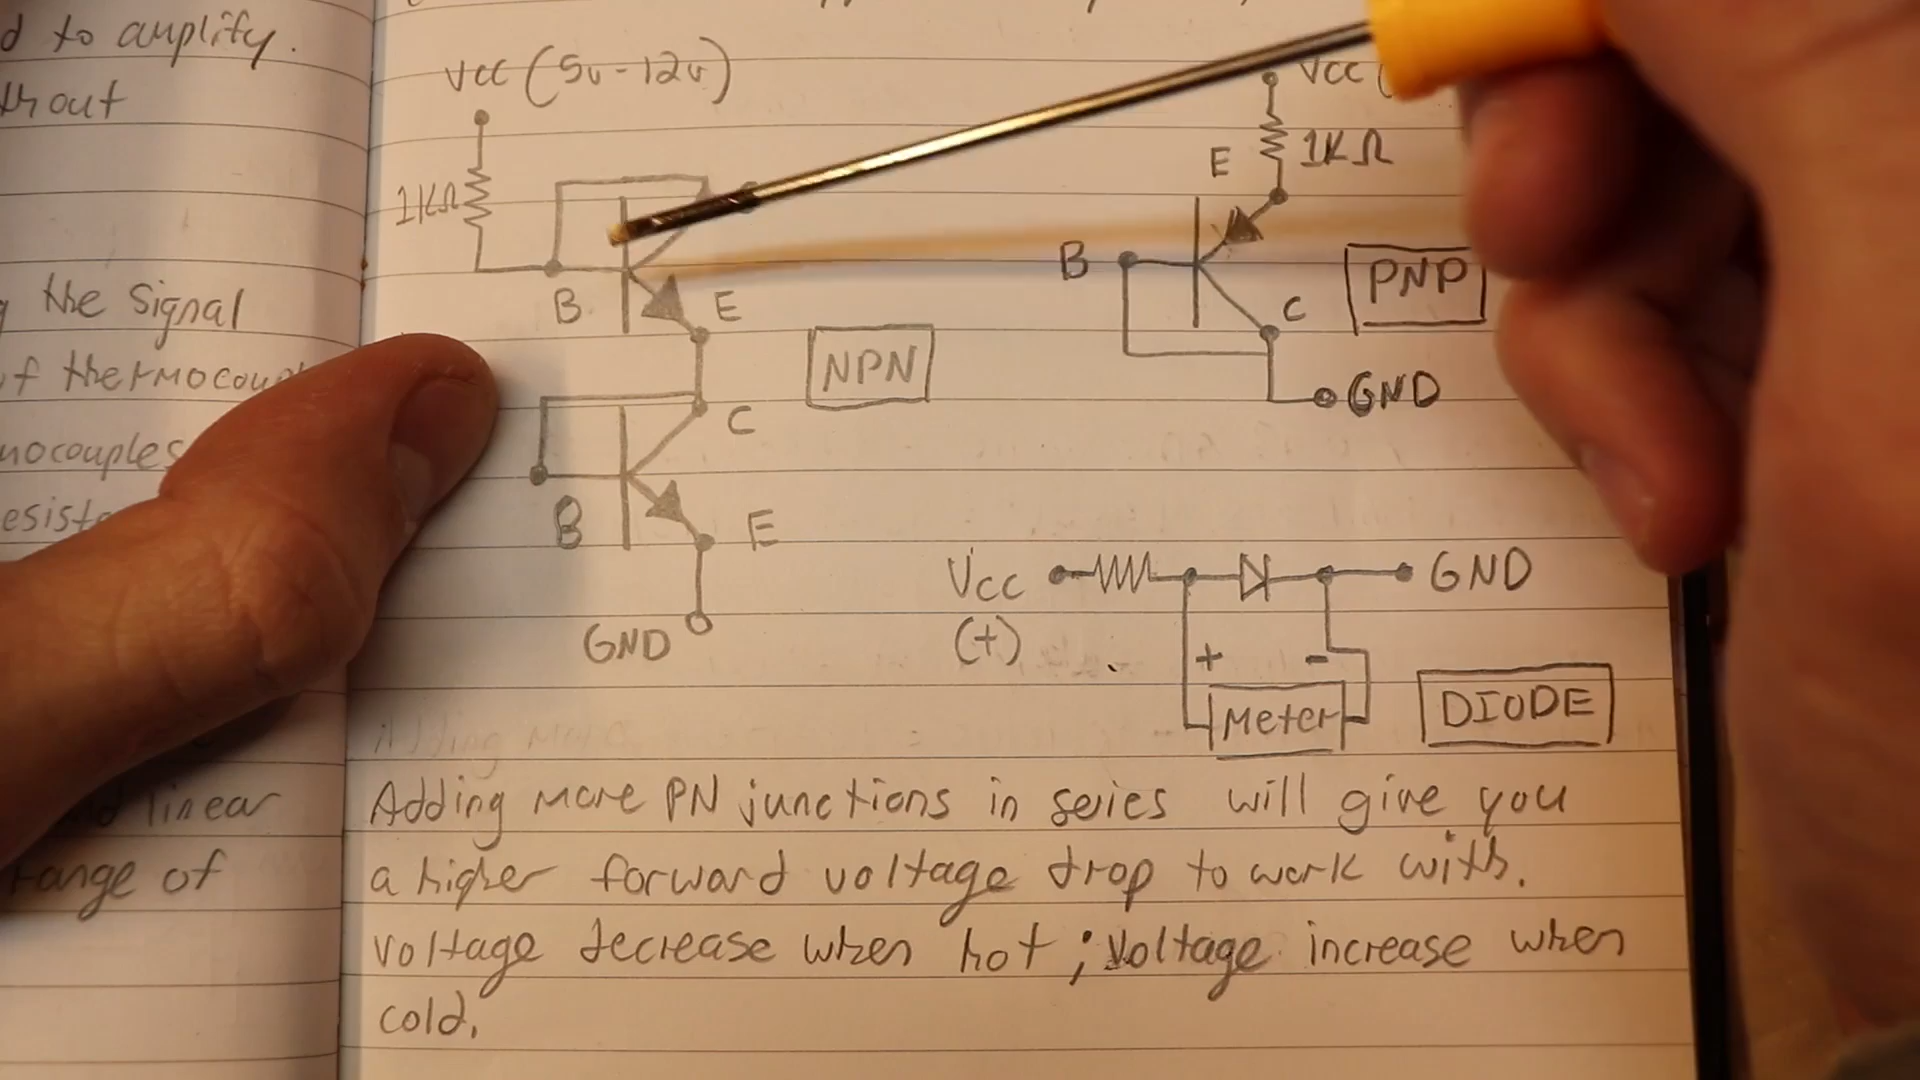 d to amplify.
thout
the signal
of thermocoup
nocouples
esist
linear
range of
Vcc (5v-12v)
1KΩ
B
E
NPN
C
B
E
GND
Vcc (
1KΩ
E
B
C
PNP
GND
Vcc
(+)
GND
+ -
Meter
DIODE
Adding more PN junctions in series will give you
a higher forward voltage drop to work with.
voltage decrease when hot ; voltage increase when
cold.